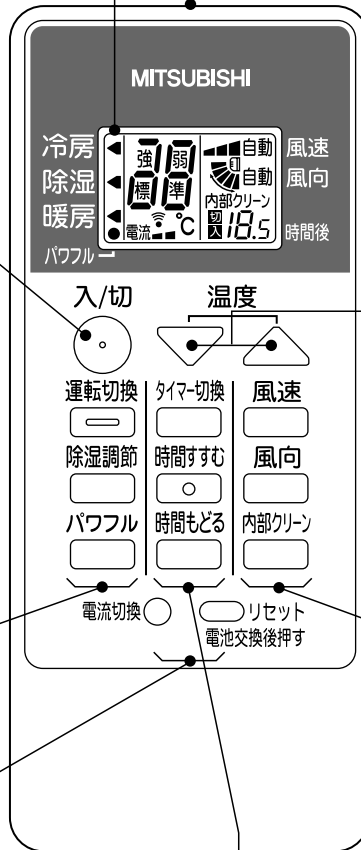 MITSUBISHI
冷房
除湿
暖房
パワフル
強 弱
標 準
電流 ℃
自動 風速
自動 風向
内部クリーン
切
入 18.5 時間後
入/切 温度
運転切換 タイマー切換 風速
除湿調節 時間すすむ 風向
パワフル 時間もどる 内部クリーン
電流切換 リセット
電池交換後押す